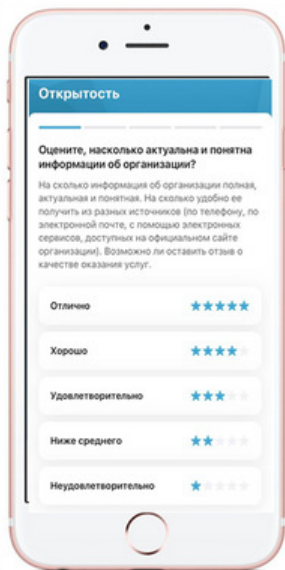 Открытость
Оцените, насколько актуальна и понятна
информации об организации?
На сколько информация об организации полная,
актуальная и понятная. На сколько удобно ее
получить из разных источников (по телефону, по
электронной почте, с помощью электронных
сервисов, доступных на официальном сайте
организации). Возможно ли оставить отзыв о
качестве оказания услуг.
Отлично
Хорошо
Удовлетворительно
Ниже среднего
Неудовлетворительно